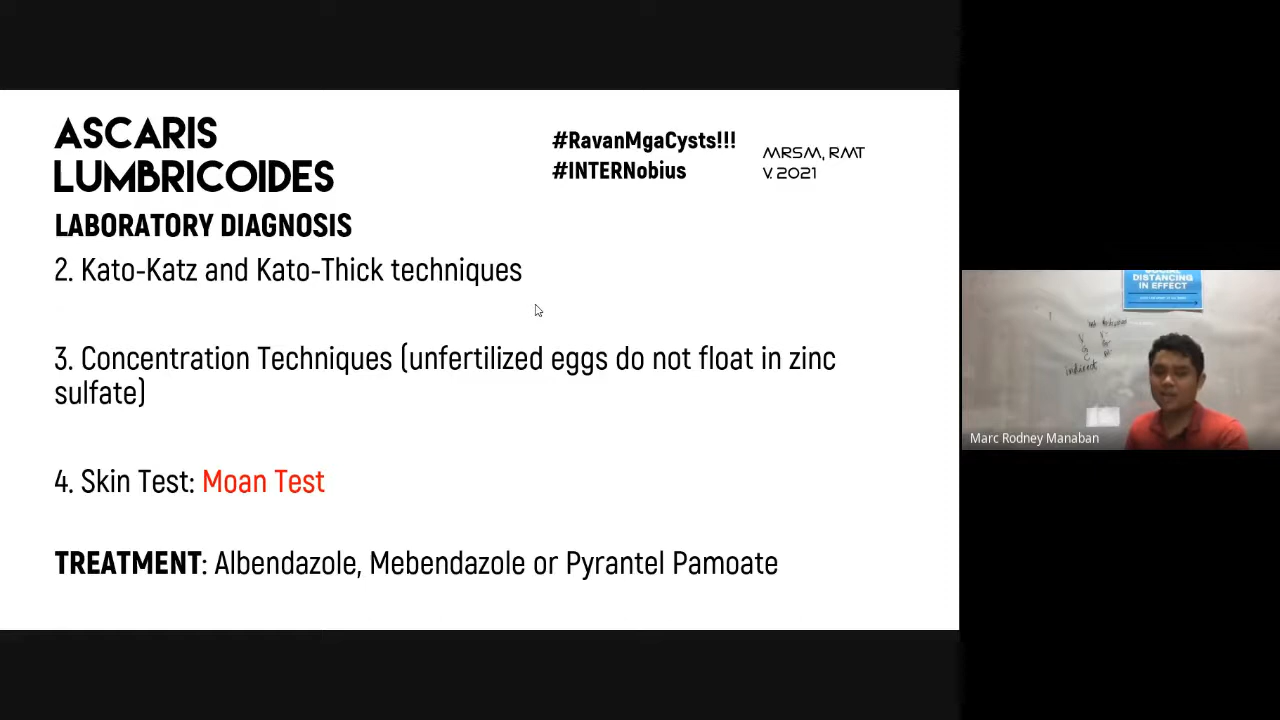 ASCARIS
LUMBRICOIDES
#RavanMgaCysts!!!
#INTERNobius
MRSM, RMT
V. 2021
LABORATORY DIAGNOSIS
2. Kato-Katz and Kato-Thick techniques
3. Concentration Techniques (unfertilized eggs do not float in zinc
sulfate)
4. Skin Test: Moan Test
TREATMENT: Albendazole, Mebendazole or Pyrantel Pamoate
DISTANCING
IN EFFECT
indirect
Marc Rodney Manaban